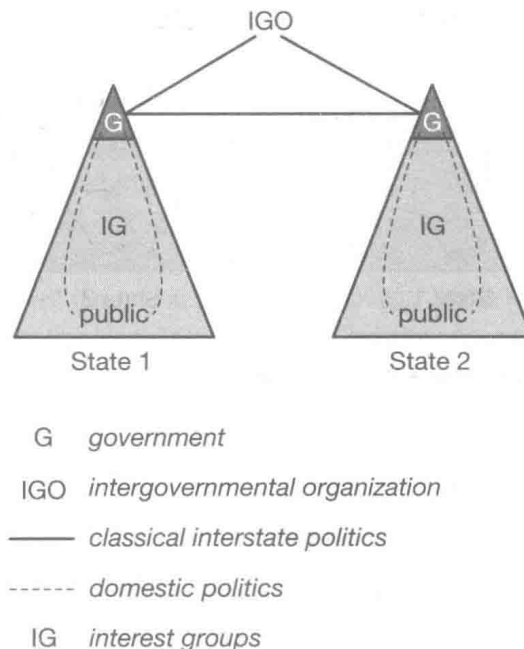 IGO
G G
IG IG
public public
State 1 State 2
G government
IGO intergovernmental organization
classical interstate politics
domestic politics
IG interest groups